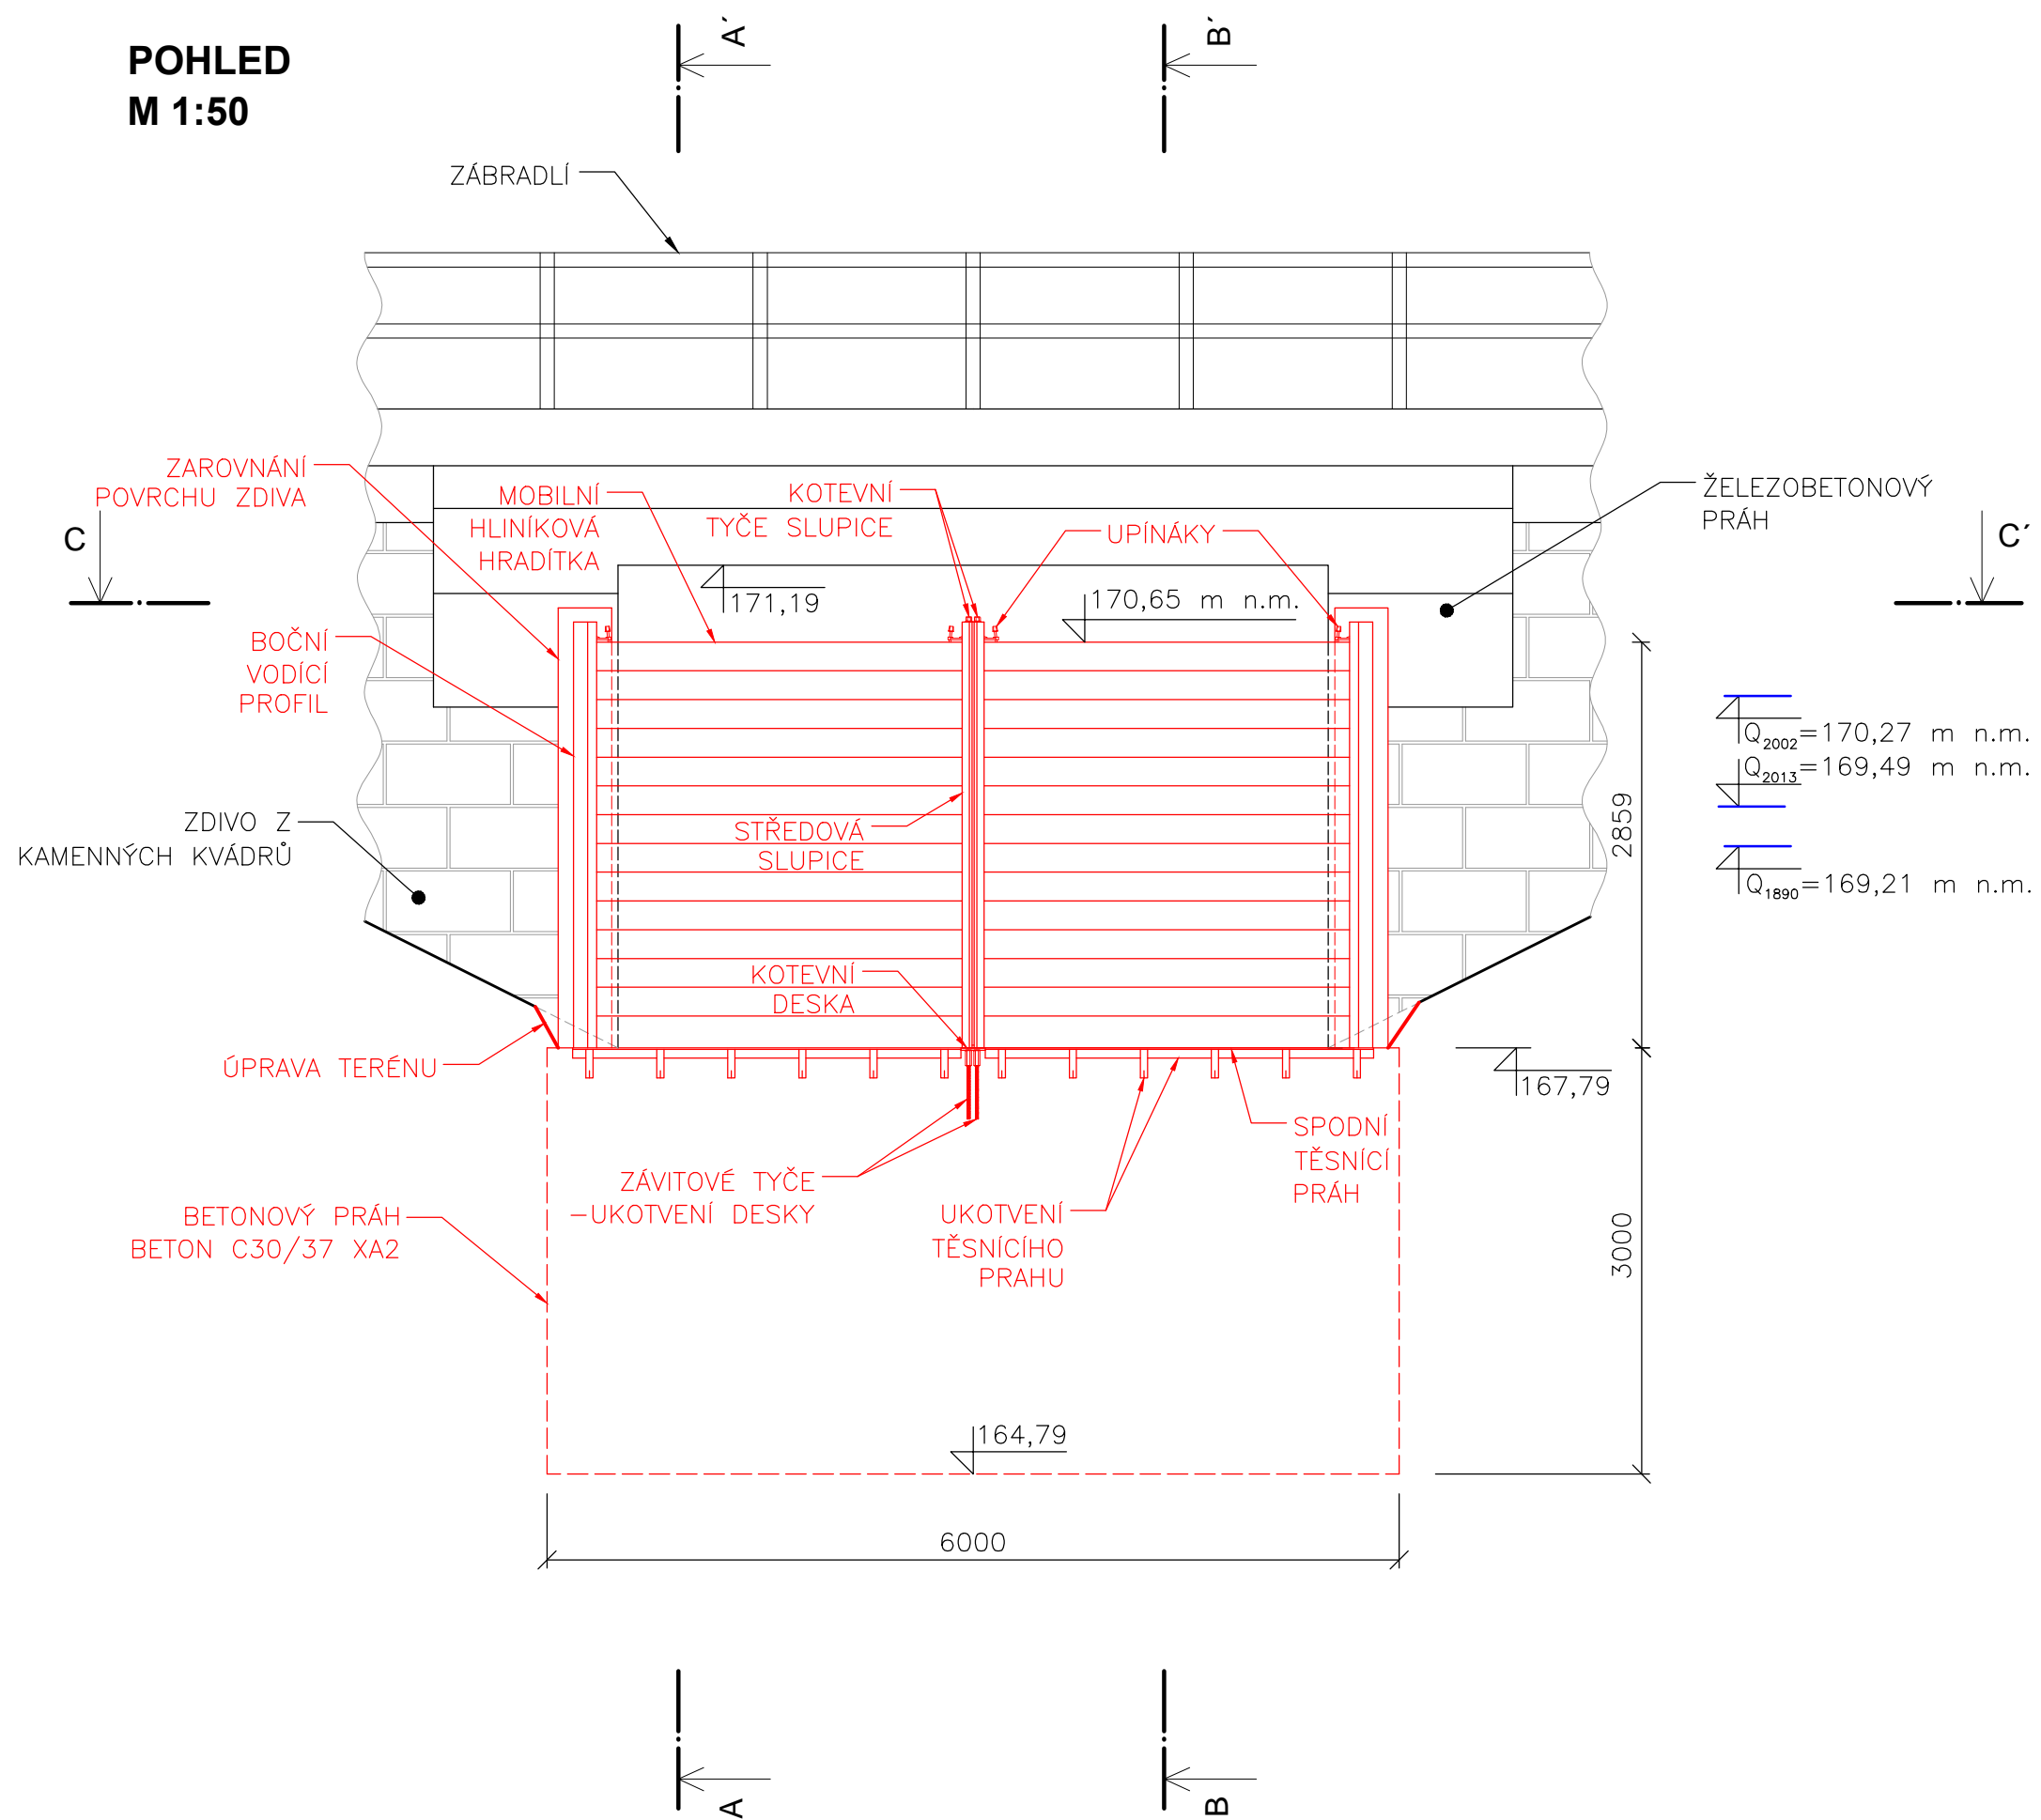 POHLED
M 1:50
A´
B´
ZÁBRADLÍ
ZAROVNÁNÍ
POVRCHU ZDIVA
MOBILNÍ
HLINÍKOVÁ
HRADÍTKA
KOTEVNÍ
TYČE SLUPICE
UPÍNÁKY
ŽELEZOBETONOVÝ
PRÁH
C
C´
171,19
170,65 m n.m.
BOČNÍ
VODÍCÍ
PROFIL
Q2002=170,27 m n.m.
Q2013=169,49 m n.m.
Q1890=169,21 m n.m.
2859
ZDIVO Z
KAMENNÝCH KVÁDRŮ
STŘEDOVÁ
SLUPICE
KOTEVNÍ
DESKA
ÚPRAVA TERÉNU
167,79
SPODNÍ
TĚSNÍCÍ
PRÁH
ZÁVITOVÉ TYČE
-UKOTVENÍ DESKY
UKOTVENÍ
TĚSNÍCÍHO
PRAHU
BETONOVÝ PRÁH
BETON C30/37 XA2
3000
164,79
6000
A
B